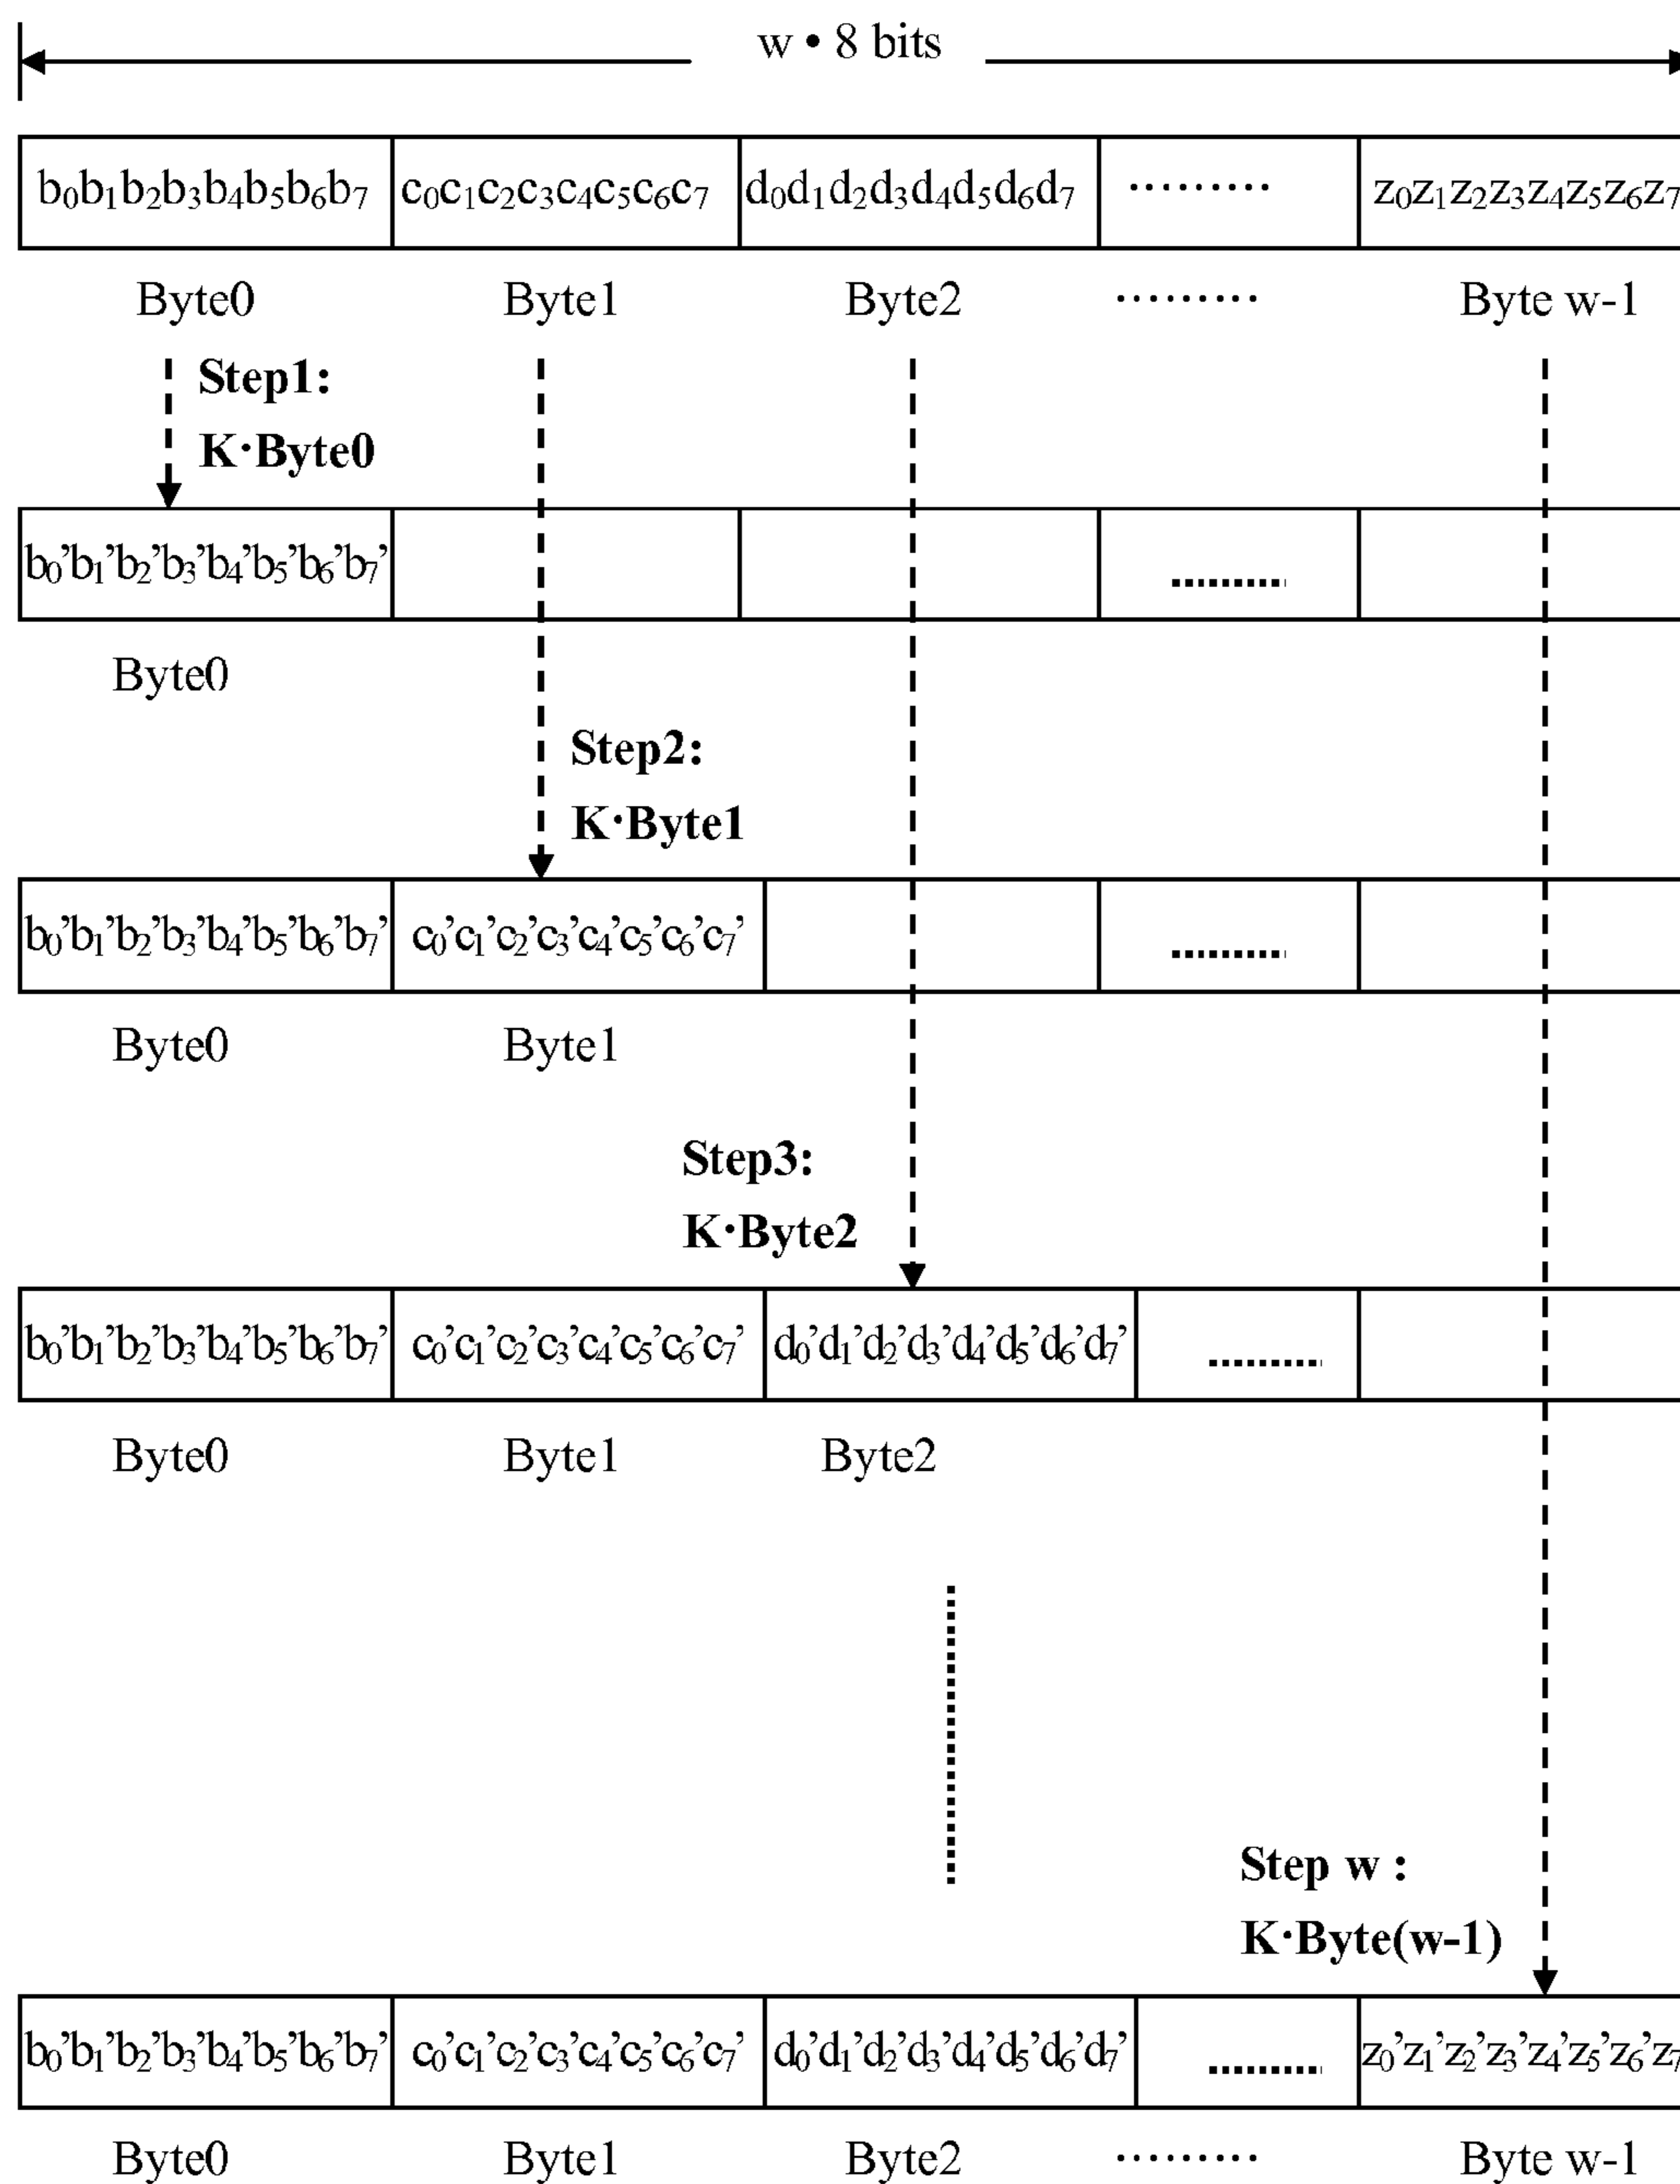 w • 8 bits
b₀b₁b₂b₃b₄b₅b₆b₇ c₀c₁c₂c₃c₄c₅c₆c₇ d₀d₁d₂d₃d₄d₅d₆d₇ ········· z₀z₁z₂z₃z₄z₅z₆z₇
Byte0 Byte1 Byte2 ········· Byte w-1
Step1:
K·Byte0
b₀'b₁'b₂'b₃'b₄'b₅'b₆'b₇' ··········
Byte0
Step2:
K·Byte1
b₀'b₁'b₂'b₃'b₄'b₅'b₆'b₇' c₀'c₁'c₂'c₃'c₄'c₅'c₆'c₇' ··········
Byte0 Byte1
Step3:
K·Byte2
b₀'b₁'b₂'b₃'b₄'b₅'b₆'b₇' c₀'c₁'c₂'c₃'c₄'c₅'c₆'c₇' d₀'d₁'d₂'d₃'d₄'d₅'d₆'d₇' ··········
Byte0 Byte1 Byte2
Step w :
K·Byte(w-1)
b₀'b₁'b₂'b₃'b₄'b₅'b₆'b₇' c₀'c₁'c₂'c₃'c₄'c₅'c₆'c₇' d₀'d₁'d₂'d₃'d₄'d₅'d₆'d₇' ·········· z₀'z₁'z₂'z₃'z₄'z₅'z₆'z₇
Byte0 Byte1 Byte2 ········· Byte w-1